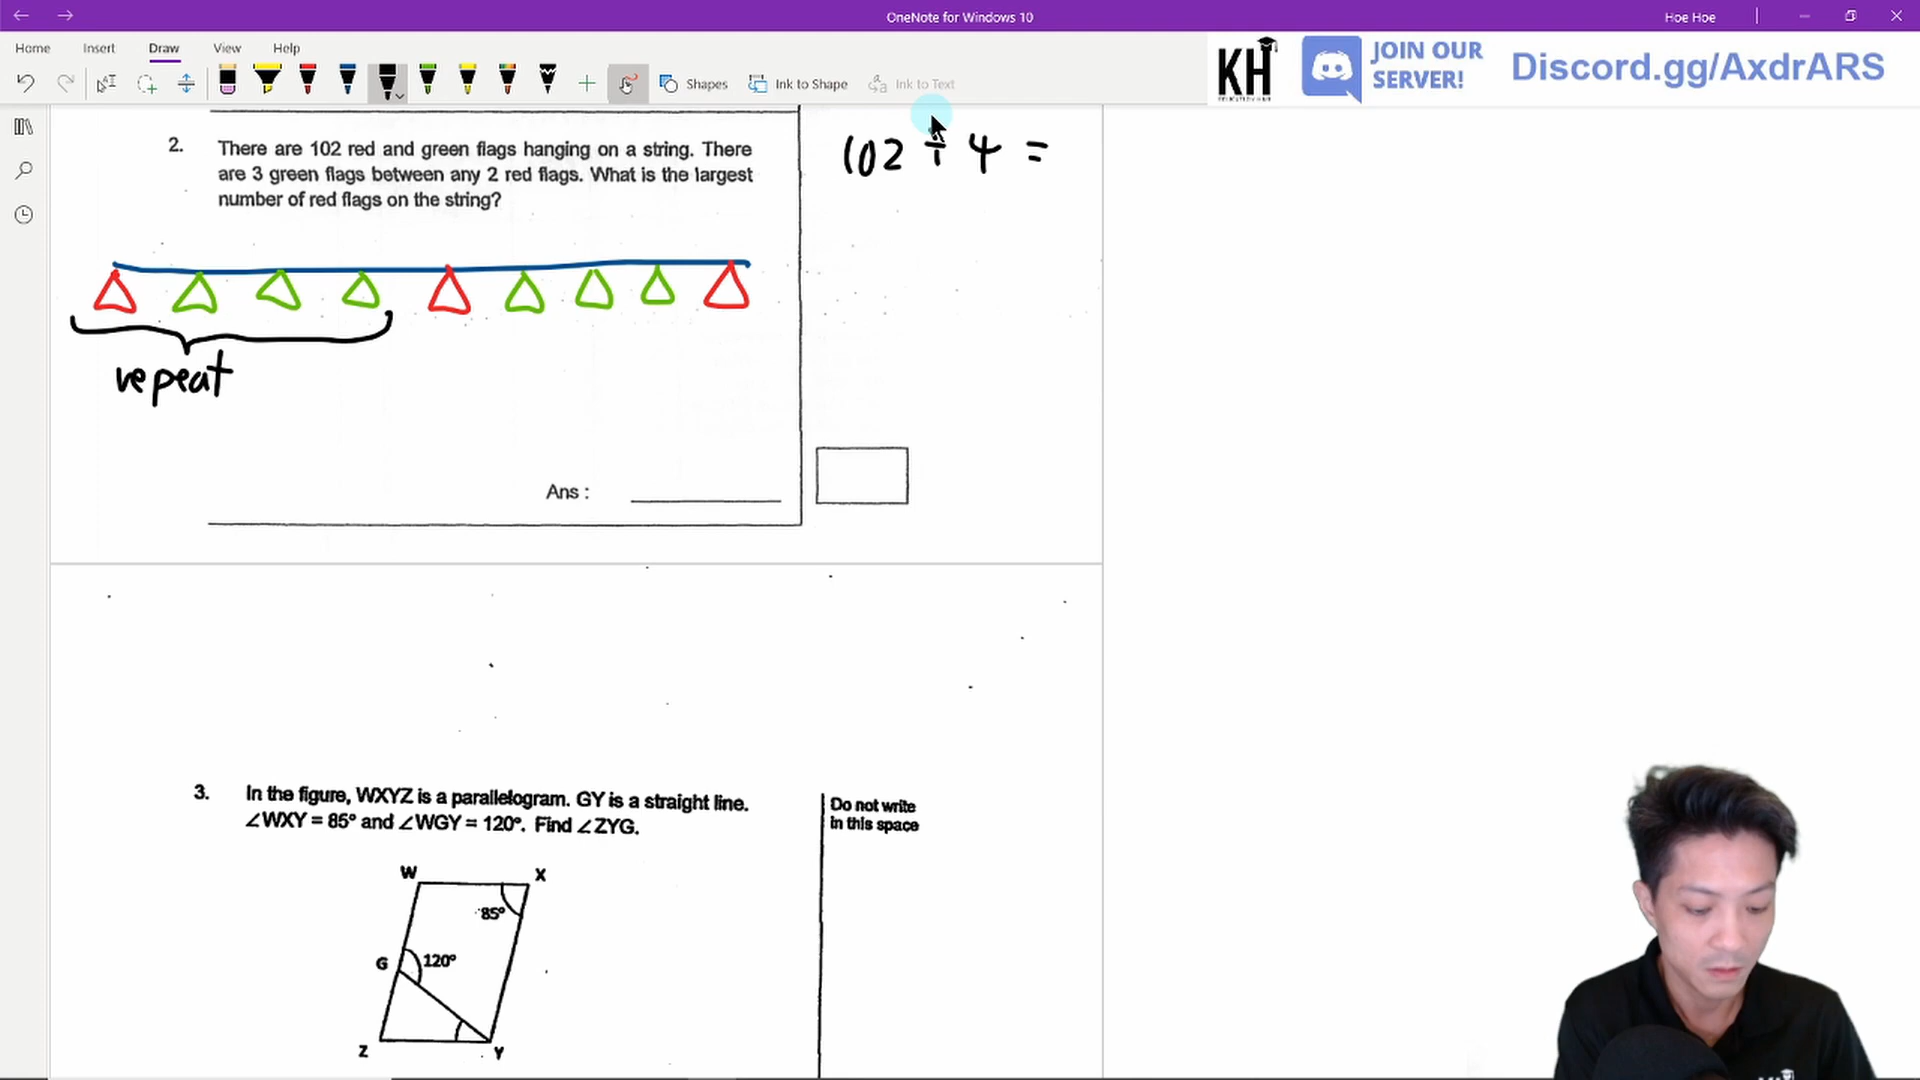 OneNote for Windows 10
Hoe Hoe
Home Insert Draw View Help
Shapes Ink to Shape Ink to Text
KH
JOIN OUR
SERVER!
Discord.gg/AxdrARS
2. There are 102 red and green flags hanging on a string. There
are 3 green flags between any 2 red flags. What is the largest
number of red flags on the string?
102 ÷ 4 =
repeat
Ans :
3. In the figure, WXYZ is a parallelogram. GY is a straight line.
∠WXY = 85° and ∠WGY = 120°. Find ∠ZYG.
Do not write
in this space
W X
85°
G 120°
Z Y